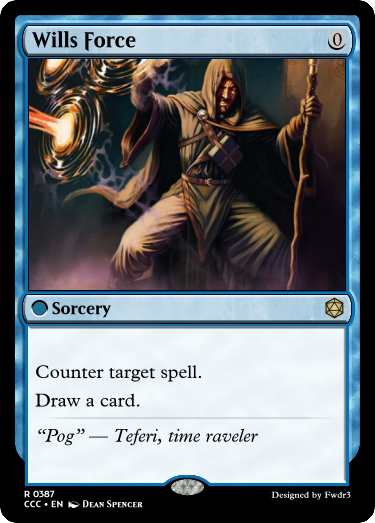 Wills Force 0
Sorcery
Counter target spell.
Draw a card.
“Pog” — Teferi, time raveler
R 0387
CCC • EN DEAN SPENCER
Designed by Fwdr3